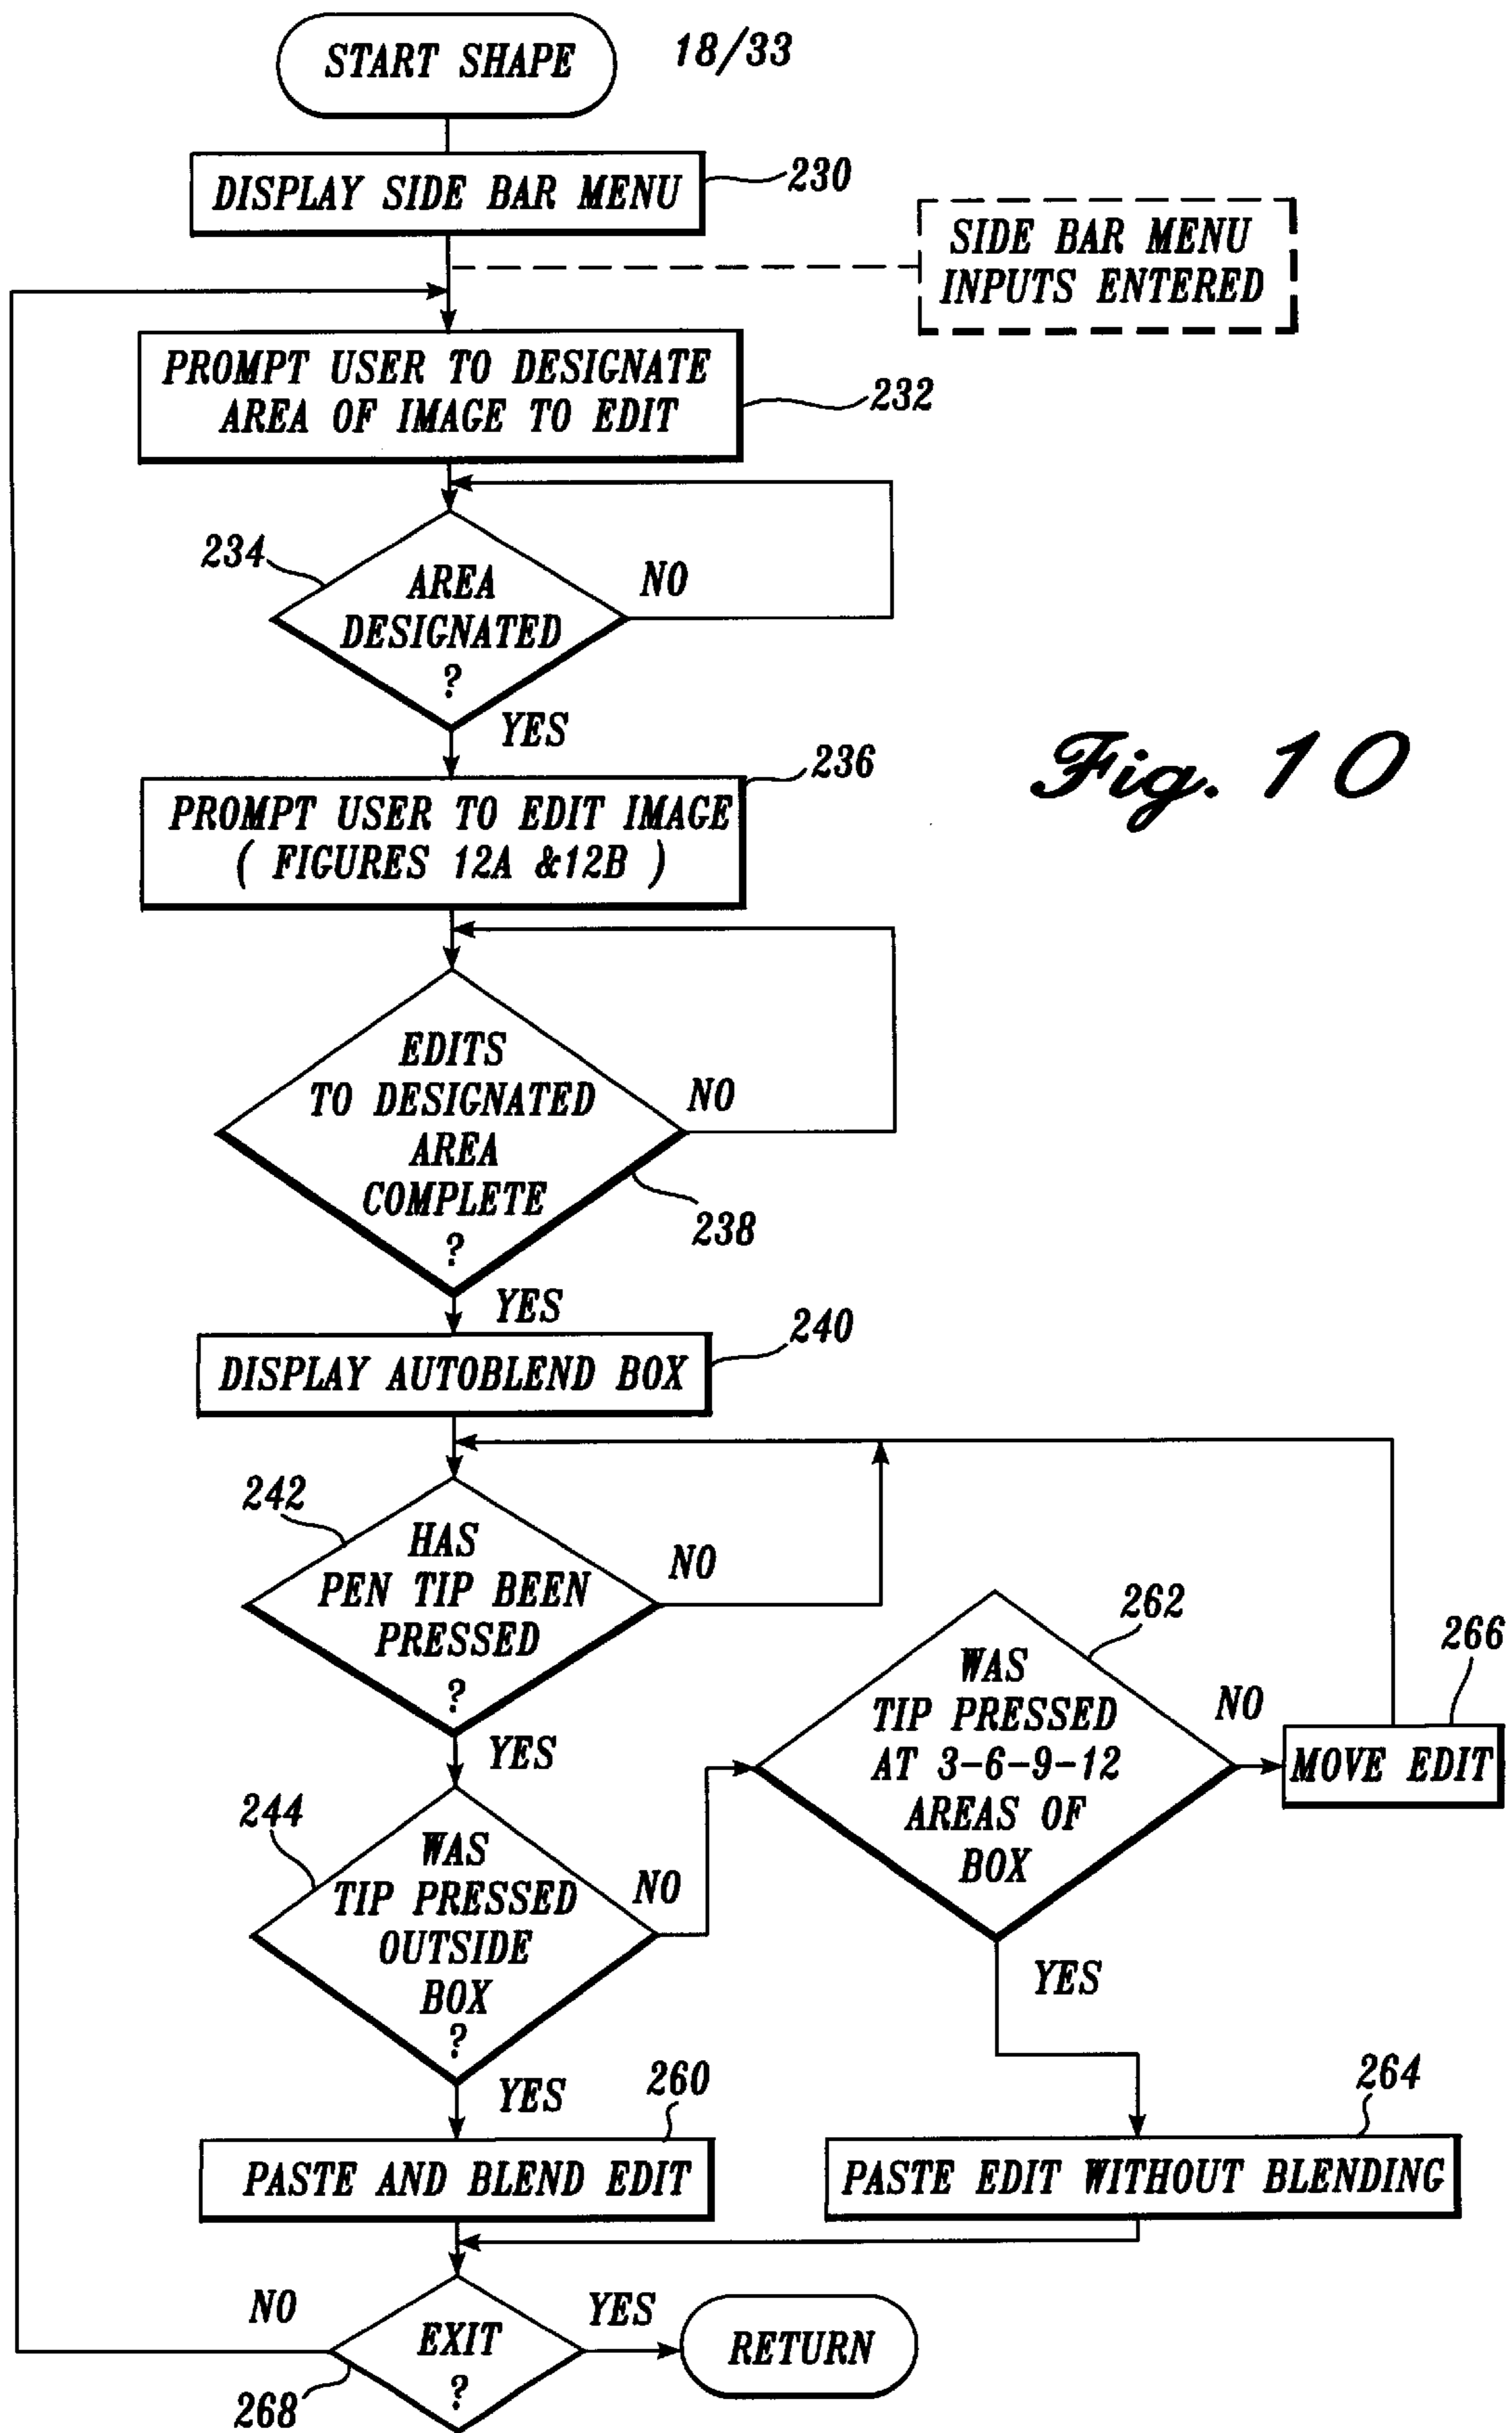 START SHAPE
18/33
DISPLAY SIDE BAR MENU
230
SIDE BAR MENU
INPUTS ENTERED
PROMPT USER TO DESIGNATE
AREA OF IMAGE TO EDIT
232
234
AREA
DESIGNATED
?
NO
YES
236
PROMPT USER TO EDIT IMAGE
( FIGURES 12A &12B )
Fig. 10
EDITS
TO DESIGNATED
AREA
COMPLETE
?
NO
238
YES
240
DISPLAY AUTOBLEND BOX
242
HAS
PEN TIP BEEN
PRESSED
?
NO
YES
262
WAS
TIP PRESSED
AT 3-6-9-12
AREAS OF
BOX
NO
266
MOVE EDIT
244
WAS
TIP PRESSED
OUTSIDE
BOX
?
NO
YES
YES
260
PASTE AND BLEND EDIT
264
PASTE EDIT WITHOUT BLENDING
NO
EXIT
?
YES
RETURN
268